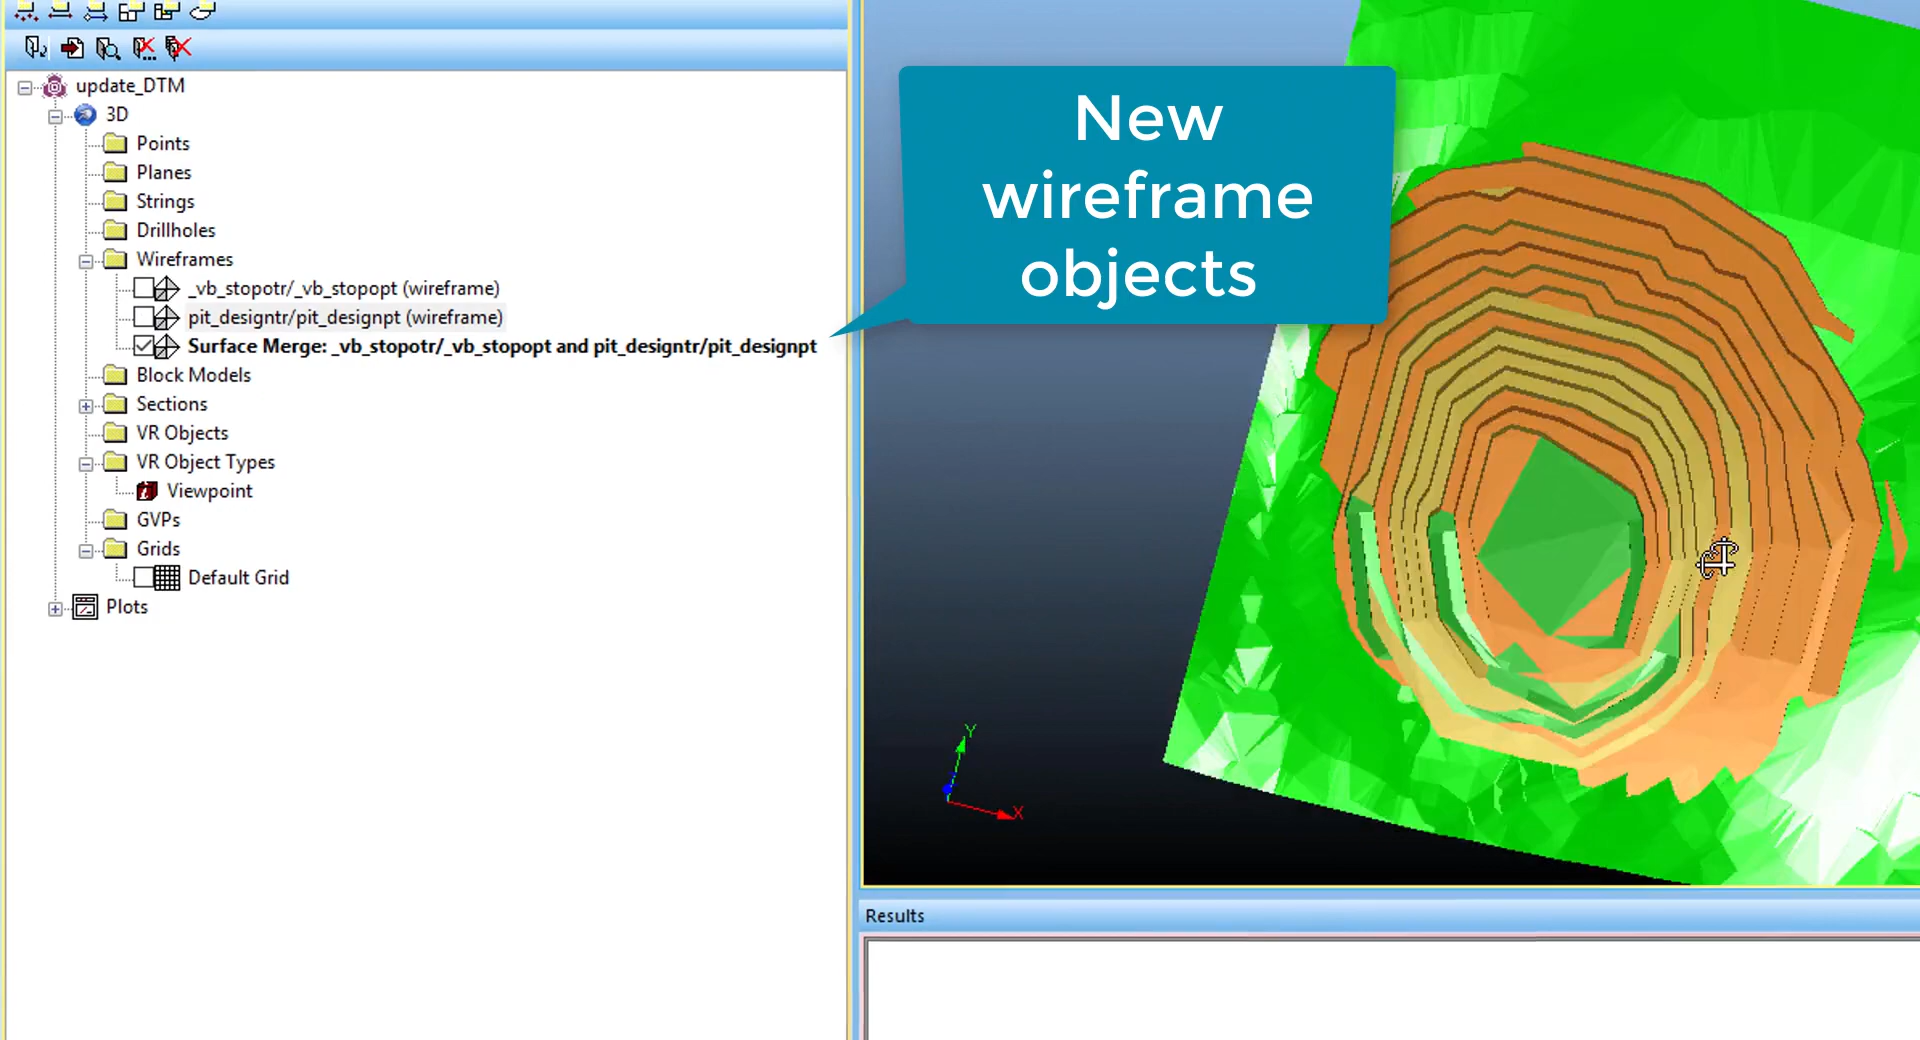 update_DTM
3D
Points
Planes
Strings
Drillholes
Wireframes
_vb_stopotr/_vb_stopopt (wireframe)
pit_designtr/pit_designpt (wireframe)
Surface Merge: _vb_stopotr/_vb_stopopt and pit_designtr/pit_designpt
Block Models
Sections
VR Objects
VR Object Types
Viewpoint
GVPs
Grids
Default Grid
Plots
New
wireframe
objects
Y
X
Results